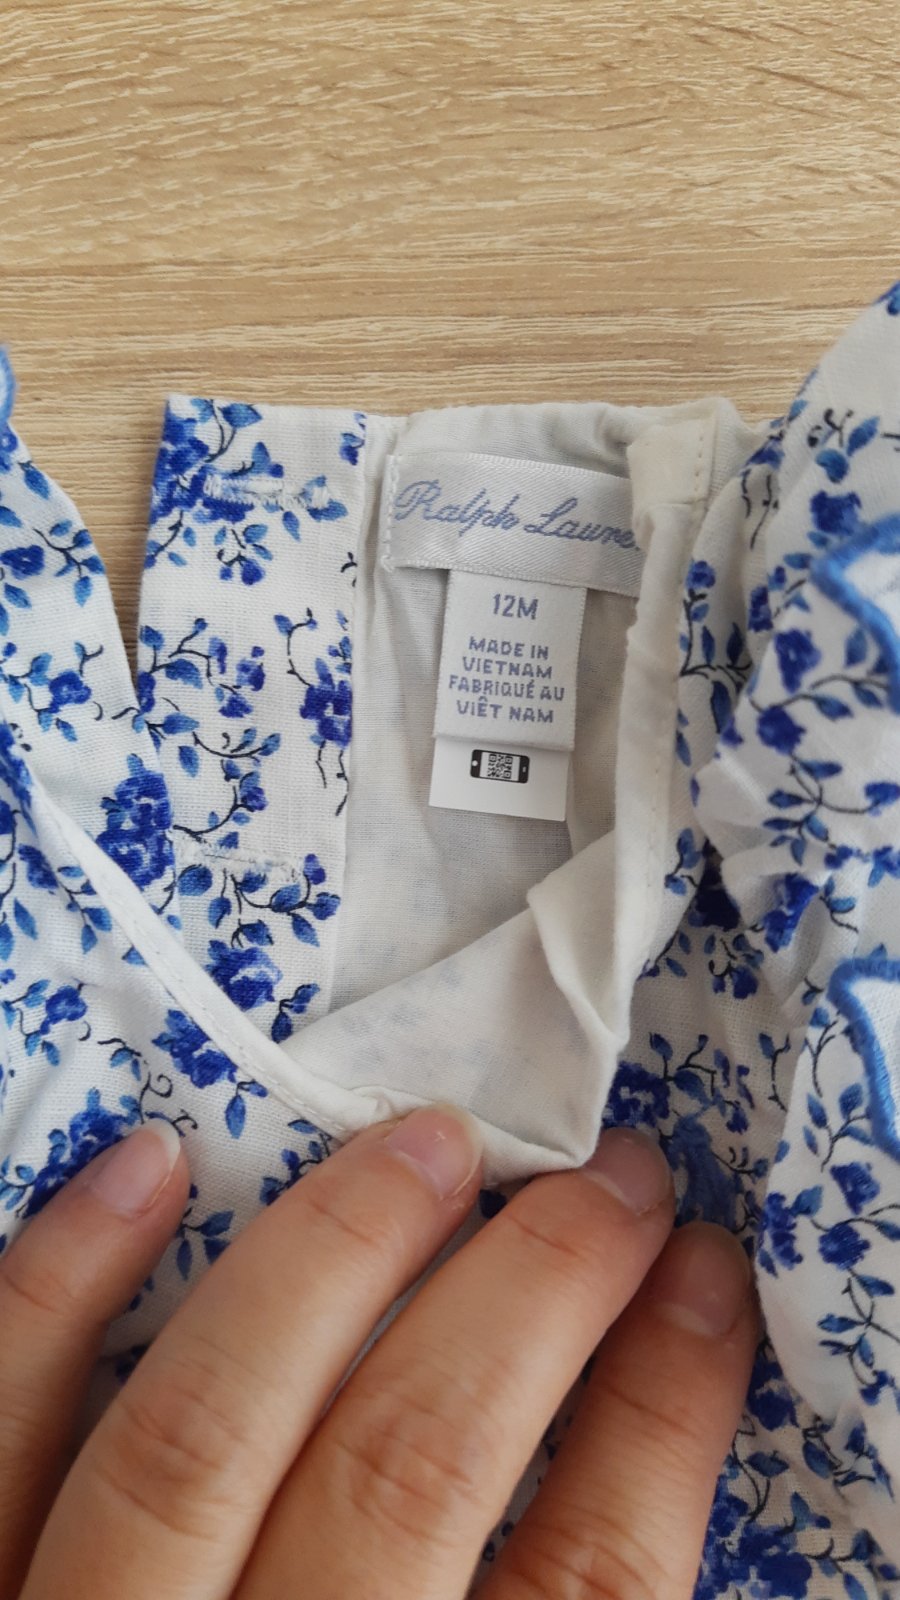 Ralph Lauren
12M
MADE IN
VIETNAM
FABRIQUÉ AU
VIÊT NAM